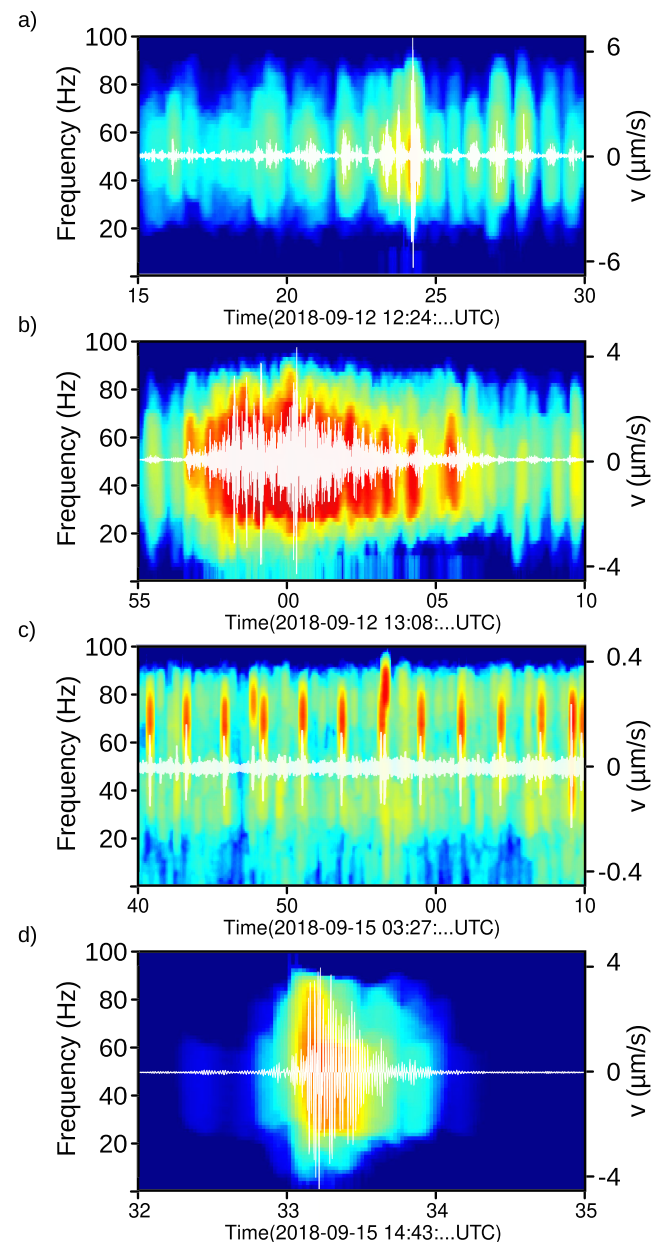 a)
100
80
60
40
20
Frequency (Hz)
6
0
-6
v (µm/s)
15 20 25 30
Time(2018-09-12 12:24:...UTC)
b)
100
80
60
40
20
Frequency (Hz)
4
0
-4
v (µm/s)
55 00 05 10
Time(2018-09-12 13:08:...UTC)
c)
100
80
60
40
20
Frequency (Hz)
0.4
0
-0.4
v (µm/s)
40 50 00 10
Time(2018-09-15 03:27:...UTC)
d)
100
80
60
40
20
Frequency (Hz)
4
0
-4
v (µm/s)
32 33 34 35
Time(2018-09-15 14:43:...UTC)